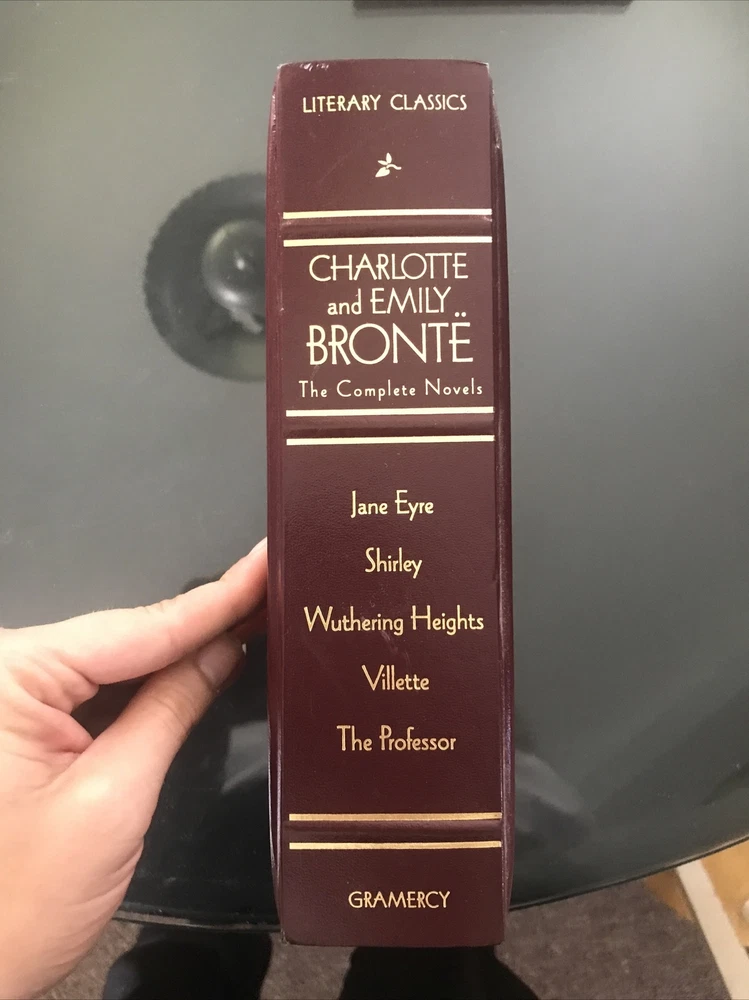 LITERARY CLASSICS
CHARLOTTE
and EMILY
BRONTË
The Complete Novels
Jane Eyre
Shirley
Wuthering Heights
Villette
The Professor
GRAMERCY